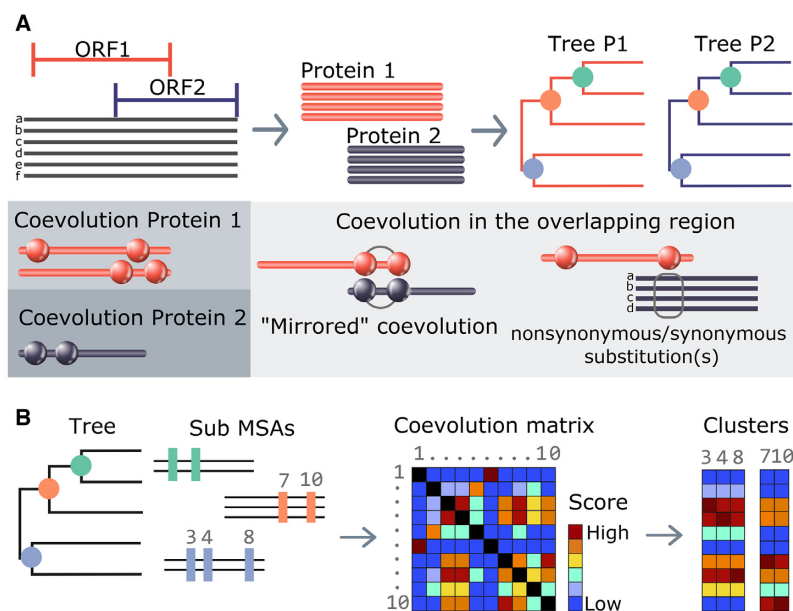 A
ORF1
ORF2
a
b
c
d
e
f
Protein 1
Protein 2
Tree P1
Tree P2
Coevolution Protein 1
Coevolution Protein 2
Coevolution in the overlapping region
"Mirrored" coevolution
a
b
c
d
nonsynonymous/synonymous
substitution(s)
B
Tree
Sub MSAs
7 10
3 4 8
Coevolution matrix
1 . . . . . . . . 10
1
.
.
.
.
.
.
.
.
10
Score
High
Low
Clusters
3 4 8 710